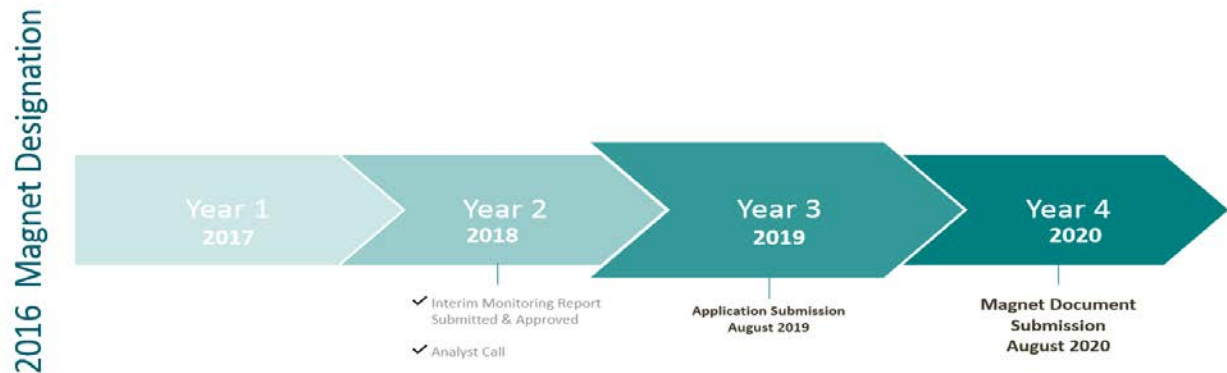 2016 Magnet Designation
Year 1
2017
Year 2
2018
Year 3
2019
Year 4
2020
✓ Interim Monitoring Report
Submitted & Approved
✓ Analyst Call
Application Submission
August 2019
Magnet Document
Submission
August 2020